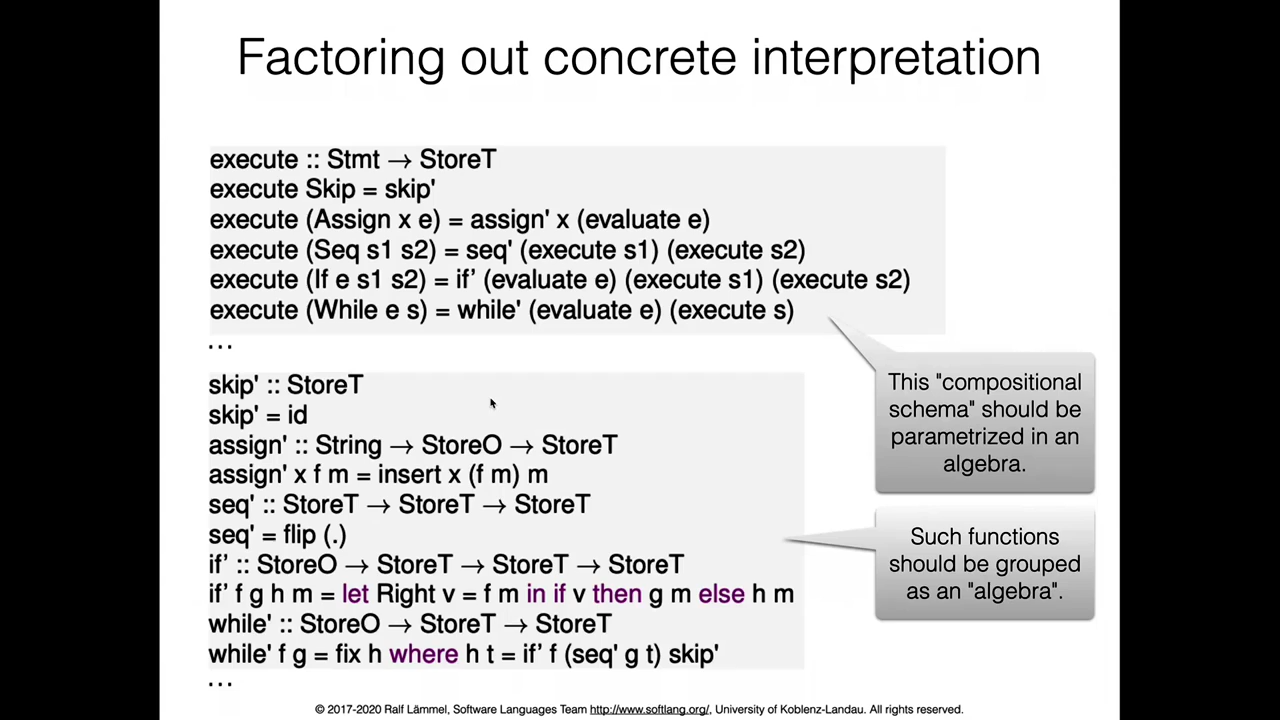 Factoring out concrete interpretation
execute :: Stmt → StoreT
execute Skip = skip'
execute (Assign x e) = assign' x (evaluate e)
execute (Seq s1 s2) = seq' (execute s1) (execute s2)
execute (If e s1 s2) = if’ (evaluate e) (execute s1) (execute s2)
execute (While e s) = while' (evaluate e) (execute s)
...
This "compositional
schema" should be
parametrized in an
algebra.
skip' :: StoreT
skip' = id
assign' :: String → StoreO → StoreT
assign' x f m = insert x (f m) m
seq' :: StoreT → StoreT → StoreT
seq' = flip (.)
if’ :: StoreO → StoreT → StoreT → StoreT
if’ f g h m = let Right v = f m in if v then g m else h m
while' :: StoreO → StoreT → StoreT
while' f g = fix h where h t = if’ f (seq' g t) skip'
...
Such functions
should be grouped
as an "algebra".
© 2017-2020 Ralf Lämmel, Software Languages Team http://www.softlang.org/, University of Koblenz-Landau. All rights reserved.